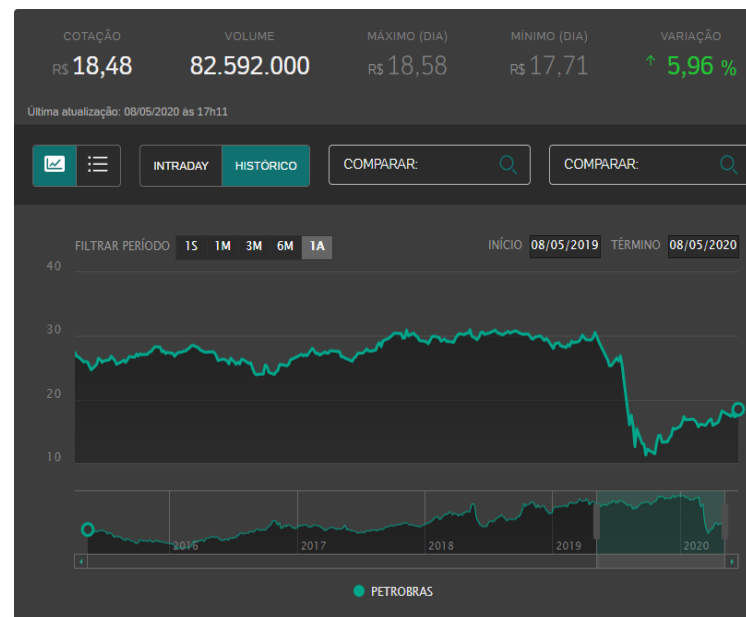 COTAÇÃO VOLUME MÁXIMO (DIA) MÍNIMO (DIA) VARIAÇÃO
R$ 18,48 82.592.000 R$ 18,58 R$ 17,71 ↑ 5,96 %
Última atualização: 08/05/2020 às 17h11
INTRADAY HISTÓRICO COMPARAR: COMPARAR:
FILTRAR PERÍODO 1S 1M 3M 6M 1A INÍCIO 08/05/2019 TÉRMINO 08/05/2020
40
30
20
10
2016 2017 2018 2019 2020
PETROBRAS